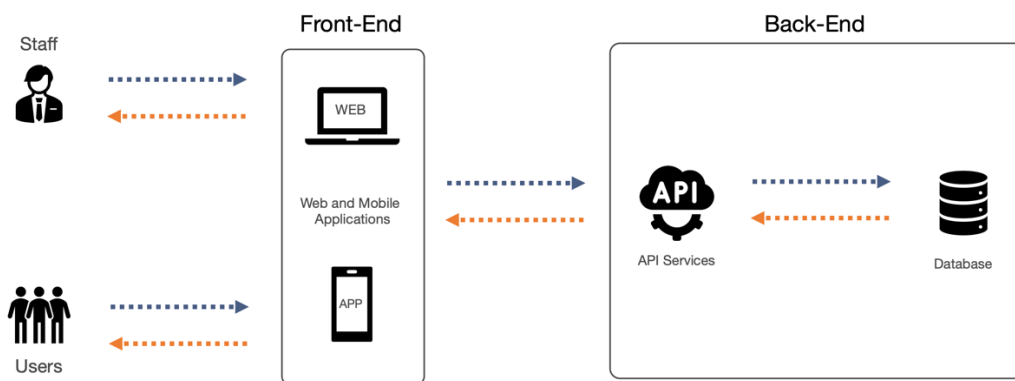 Front-End
Back-End
Staff
WEB
Web and Mobile
Applications
API
API Services
Database
APP
Users